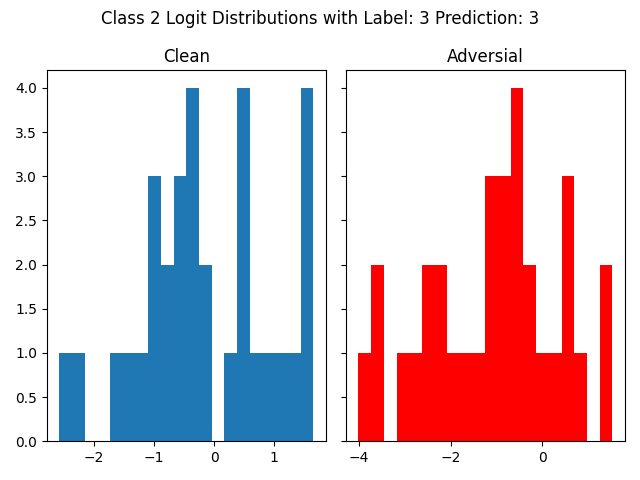 Class 2 Logit Distributions with Label: 3 Prediction: 3
Clean
Adversial
4.0
3.5
3.0
2.5
2.0
1.5
1.0
0.5
0.0
−2 −1 0 1
−4 −2 0